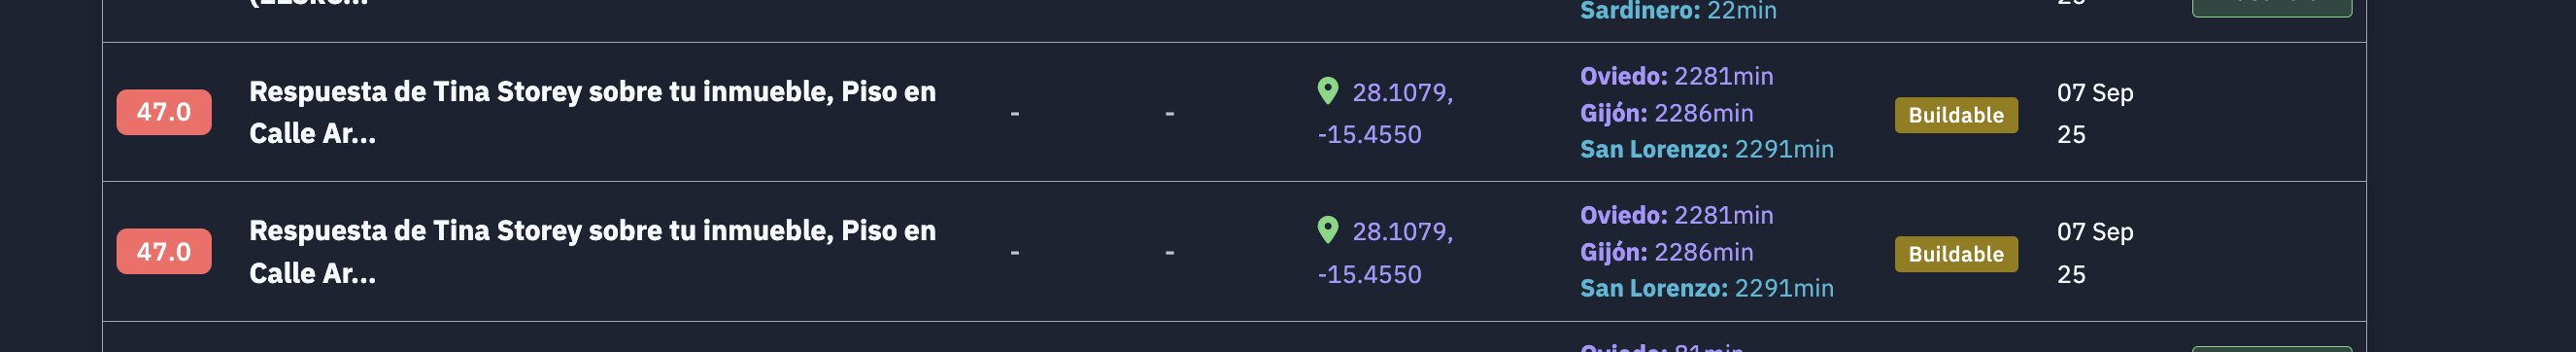 Sardinero: 22min
47.0
Respuesta de Tina Storey sobre tu inmueble, Piso en
Calle Ar...
-
-
28.1079,
-15.4550
Oviedo: 2281min
Gijón: 2286min
San Lorenzo: 2291min
Buildable
07 Sep
25
47.0
Respuesta de Tina Storey sobre tu inmueble, Piso en
Calle Ar...
-
-
28.1079,
-15.4550
Oviedo: 2281min
Gijón: 2286min
San Lorenzo: 2291min
Buildable
07 Sep
25
Oviedo: 81min